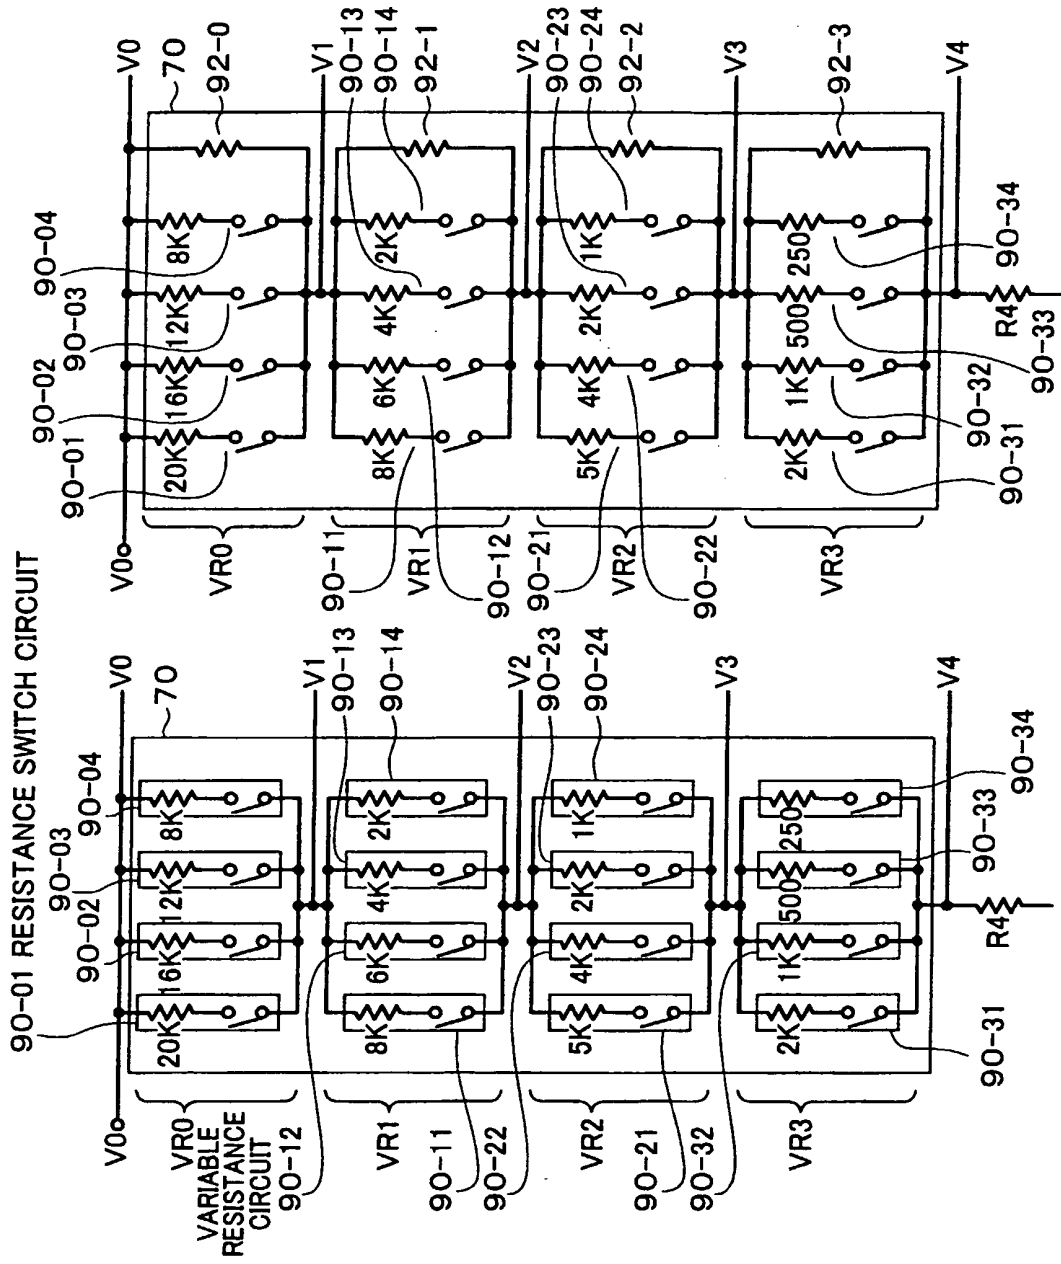 90-01 RESISTANCE SWITCH CIRCUIT
90-02
90-03
90-04
V0
70
V0
20K
16K
12K
8K
VR0
VARIABLE
RESISTANCE
CIRCUIT
V1
90-13
90-14
90-12
8K
6K
4K
2K
VR1
90-11
V2
90-23
90-24
90-22
5K
4K
2K
1K
VR2
90-21
V3
90-32
2K
1K
500
250
VR3
90-31
90-33
90-34
V4
R4
90-01
90-02
90-03
90-04
V0
70
92-0
V0
20K
16K
12K
8K
VR0
V1
90-13
90-14
92-1
90-11
8K
6K
4K
2K
VR1
90-12
V2
90-23
90-24
92-2
90-21
5K
4K
2K
1K
VR2
90-22
V3
92-3
2K
1K
500
250
VR3
90-31
90-32
90-33
90-34
V4
R4